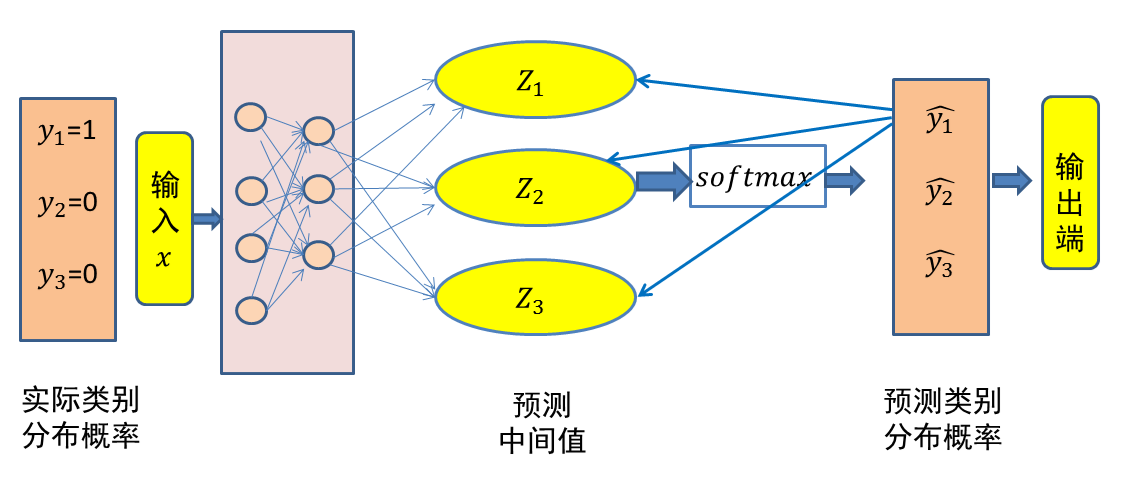 y₁=1
y₂=0
y₃=0
输
入
x
Z₁
Z₂
Z₃
softmax
ŷ₁
ŷ₂
ŷ₃
输
出
端
实际类别
分布概率
预测
中间值
预测类别
分布概率